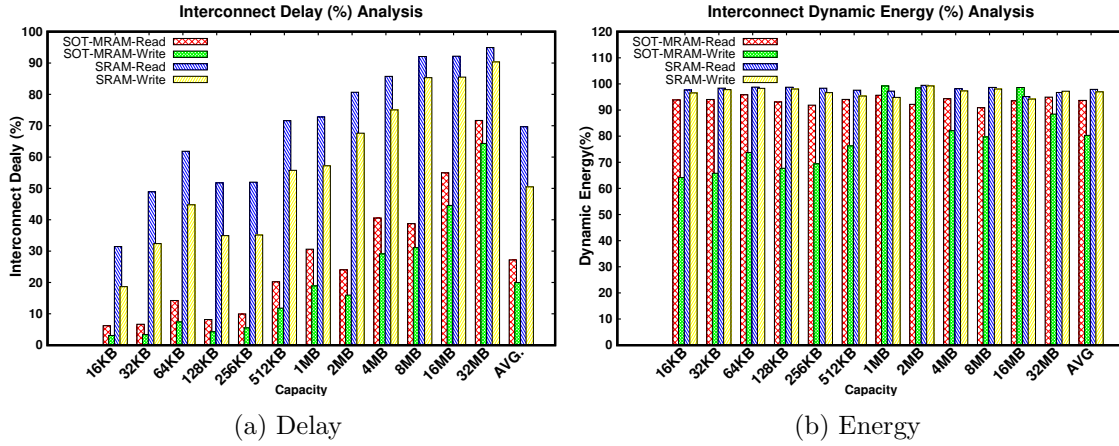 Interconnect Delay (%) Analysis
Interconnect Dealy (%)
100
90
80
70
60
50
40
30
20
10
0
SOT-MRAM-Read
SOT-MRAM-Write
SRAM-Read
SRAM-Write
16KB
32KB
64KB
128KB
256KB
512KB
1MB
2MB
4MB
8MB
16MB
32MB
AVG.
Capacity
(a) Delay
Interconnect Dynamic Energy (%) Analysis
Dynamic Energy(%)
120
110
100
90
80
70
60
50
40
30
20
10
0
SOT-MRAM-Read
SOT-MRAM-Write
SRAM-Read
SRAM-Write
16KB
32KB
64KB
128KB
256KB
512KB
1MB
2MB
4MB
8MB
16MB
32MB
AVG
Capacity
(b) Energy